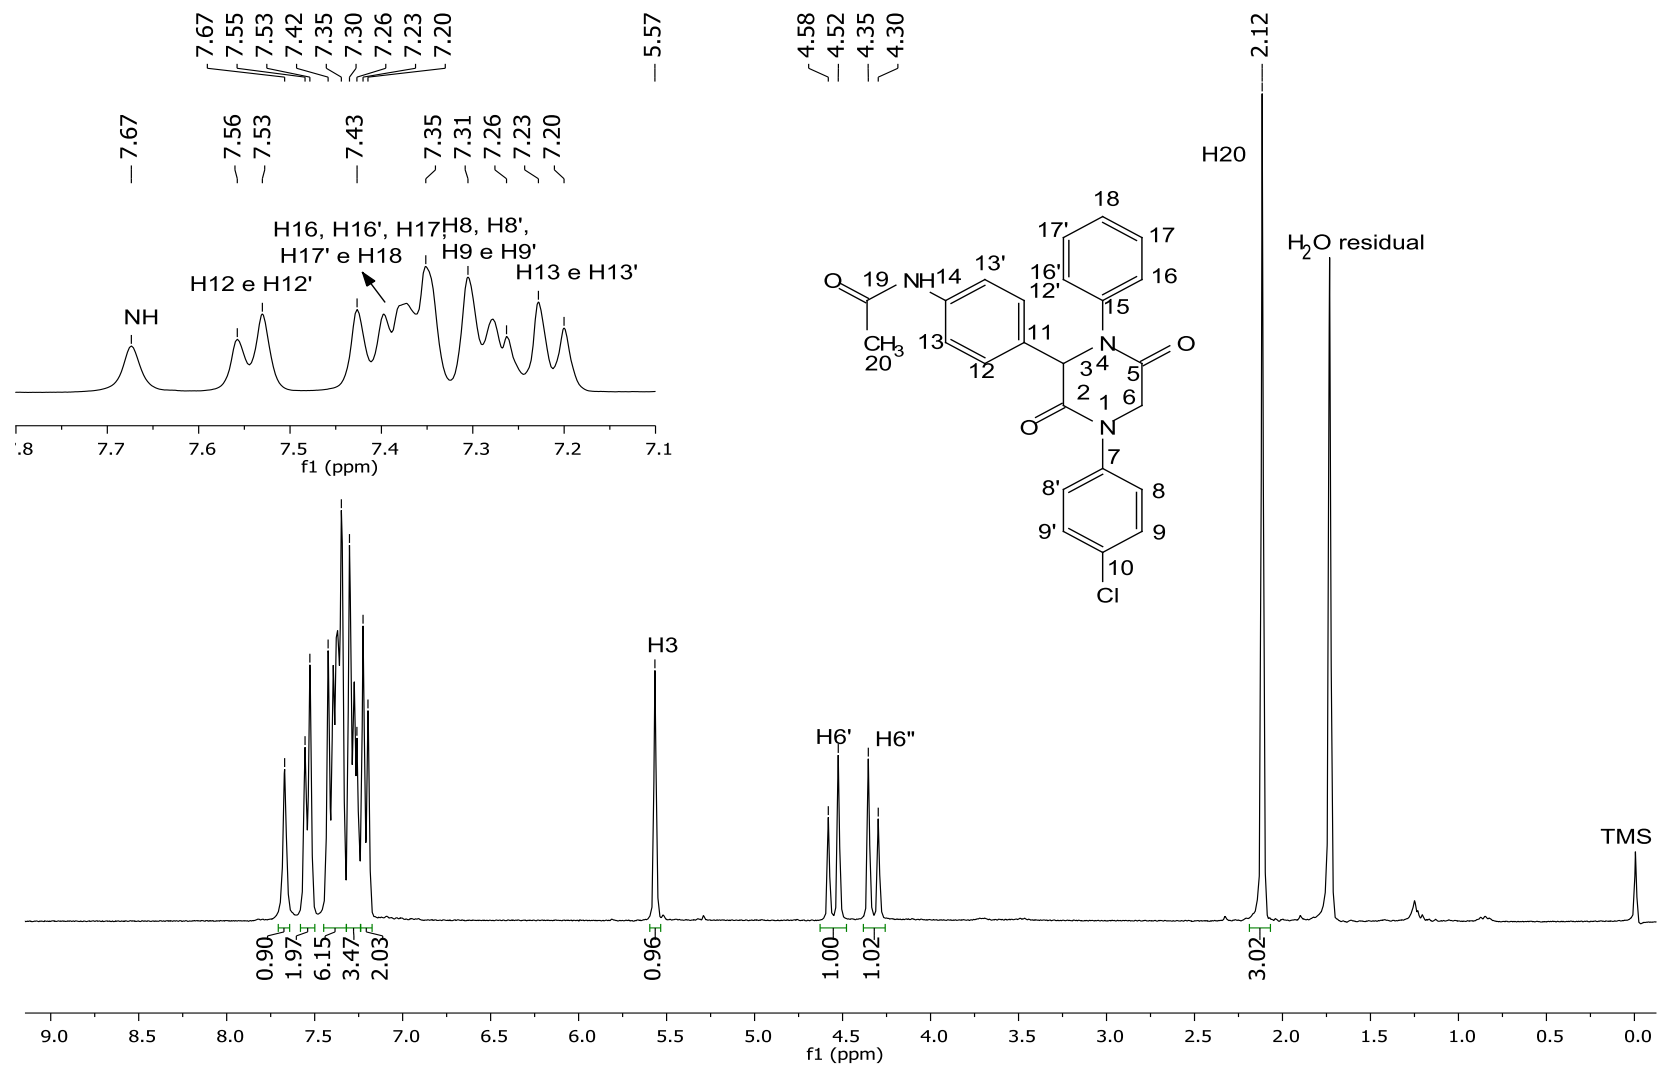 7.67 7.55 7.53 7.42 7.35 7.30 7.26 7.23 7.20 5.57 4.58 4.52 4.35 4.30 2.12
7.67 7.56 7.53 7.43 7.35 7.31 7.26 7.23 7.20
NH
H12 e H12'
H16, H16', H17,
H17' e H18
H8, H8',
H9 e H9'
H13 e H13'
.8 7.7 7.6 7.5 7.4 7.3 7.2 7.1
f1 (ppm)
18
17' 17
16' 16
15
O 19 NH 14 13' 12'
CH3
20
13 11
12
3 N
4
5 O
2 1 6
O N
7
8' 8
9' 9
10
Cl
H20
H2O residual
H3
H6' H6"
TMS
0.90 1.97 6.15 3.47 2.03 0.96 1.00 1.02 3.02
9.0 8.5 8.0 7.5 7.0 6.5 6.0 5.5 5.0 4.5 4.0 3.5 3.0 2.5 2.0 1.5 1.0 0.5 0.0
f1 (ppm)